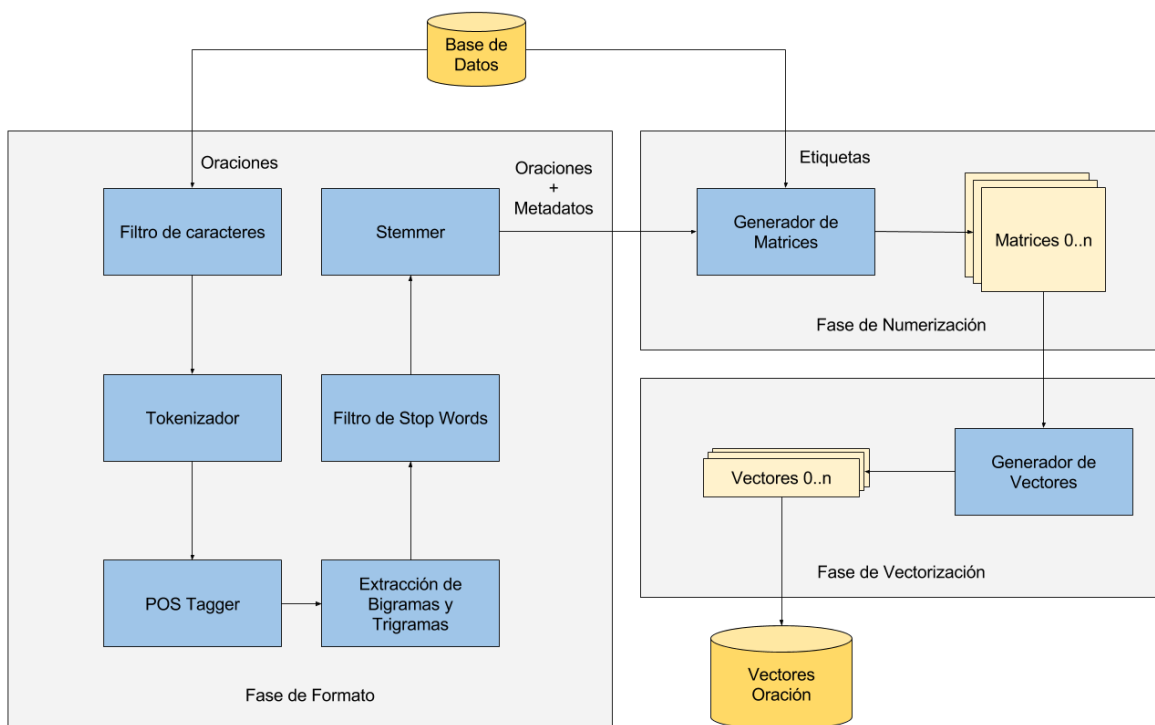 Base de
Datos
Oraciones
Filtro de caracteres
Tokenizador
POS Tagger
Extracción de
Bigramas y
Trigramas
Filtro de Stop Words
Stemmer
Fase de Formato
Oraciones
+
Metadatos
Etiquetas
Generador de
Matrices
Matrices 0..n
Fase de Numerización
Generador de
Vectores
Vectores 0..n
Fase de Vectorización
Vectores
Oración